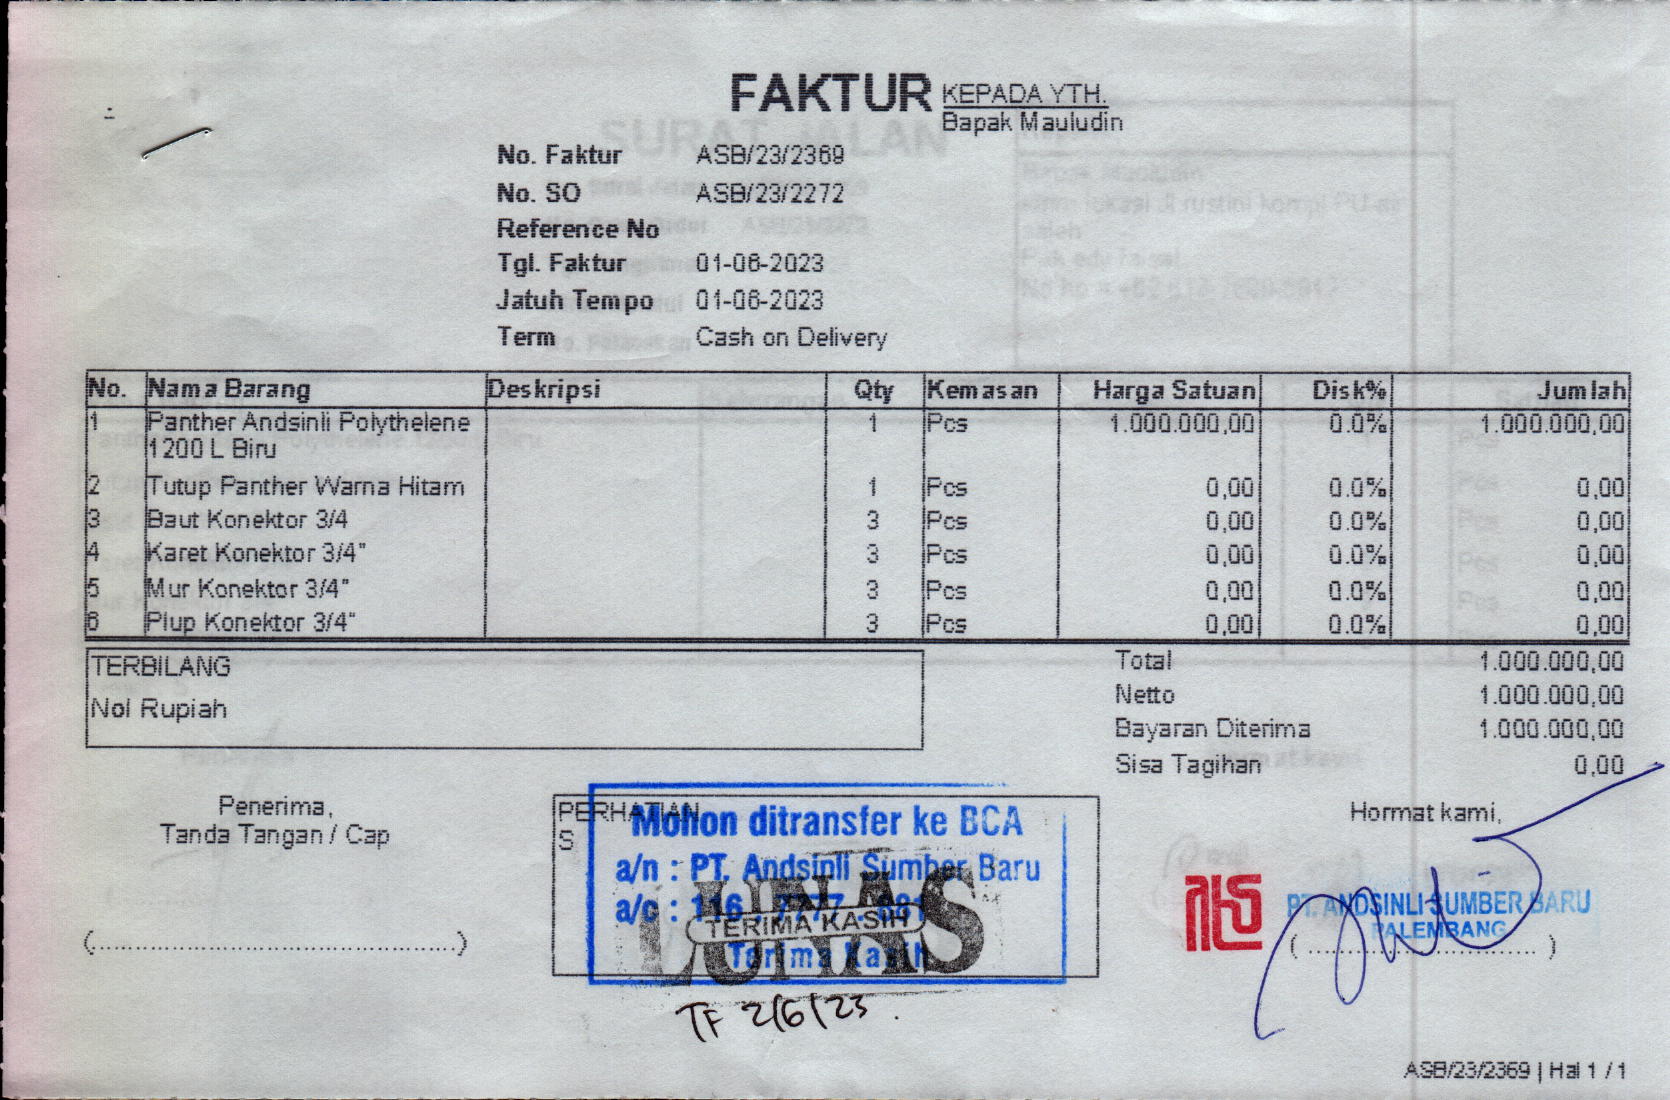 FAKTUR
KEPADA YTH.
Bapak Mauludin
No. Faktur ASB/23/2369
No. SO ASB/23/2272
Reference No
Tgl. Faktur 01-06-2023
Jatuh Tempo 01-06-2023
Term Cash on Delivery
No. Nama Barang Deskripsi Qty Kemasan Harga Satuan Disk% Jumlah
1 Panther Andsinli Polythelene 1 Pcs 1.000.000,00 0.0% 1.000.000,00
1200 L Biru
2 Tutup Panther Warna Hitam 1 Pcs 0,00 0.0% 0,00
3 Baut Konektor 3/4 3 Pcs 0,00 0.0% 0,00
4 Karet Konektor 3/4" 3 Pcs 0,00 0.0% 0,00
5 Mur Konektor 3/4" 3 Pcs 0,00 0.0% 0,00
6 Plup Konektor 3/4" 3 Pcs 0,00 0.0% 0,00
TERBILANG
Nol Rupiah
Total 1.000.000,00
Netto 1.000.000,00
Bayaran Diterima 1.000.000,00
Sisa Tagihan 0,00
Penerima,
Tanda Tangan / Cap
(...............................................)
PERHATIAN
S
Mohon ditransfer ke BCA
a/n : PT. Andsinli Sumber Baru
a/c : 116
Terima Kasih
LUNAS
TERIMA KASIH
LUNAS
TF 2/6/23.
Hormat kami,
PT. ANDSINLI SUMBER BARU
PALEMBANG
(...............................)
ASB/23/2369 | Hal 1 / 1